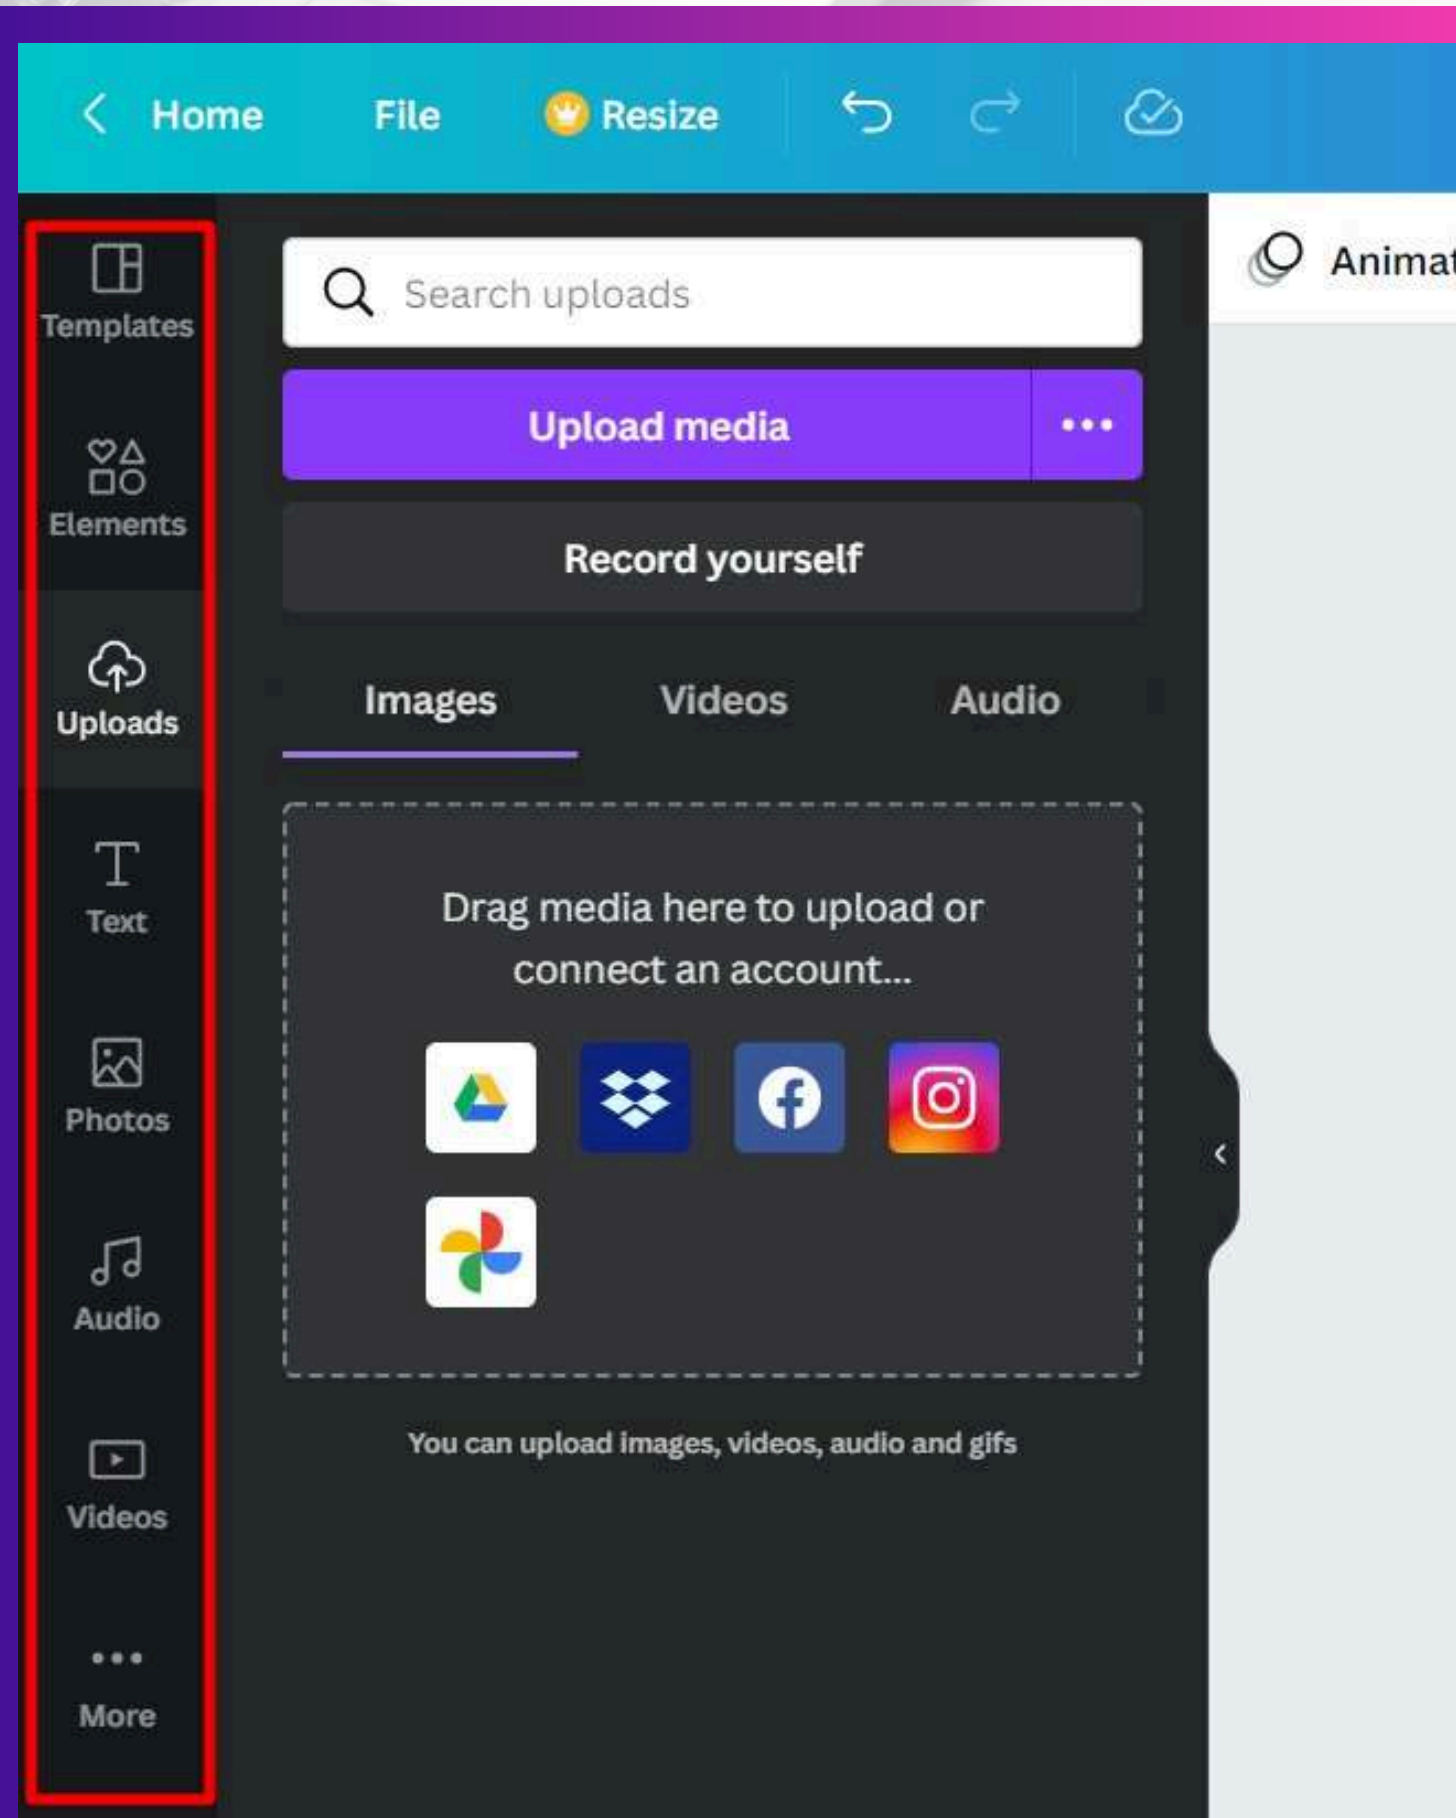 Home File Resize
Templates
Elements
Uploads
Text
Photos
Audio
Videos
More
Search uploads
Upload media
Record yourself
Images Videos Audio
Drag media here to upload or
connect an account...
You can upload images, videos, audio and gifs
Animat